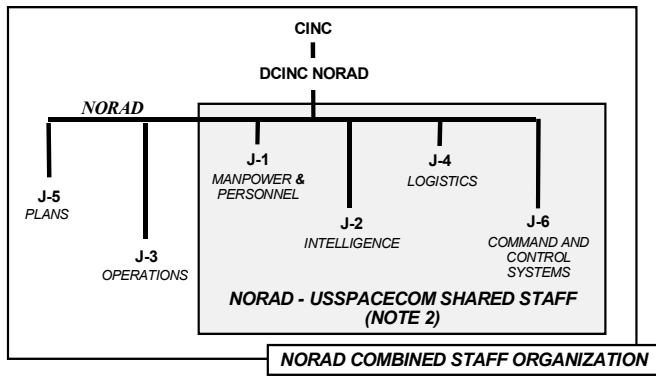 CINC
DCINC NORAD
NORAD
J-5
PLANS
J-3
OPERATIONS
J-1
MANPOWER & PERSONNEL
J-2
INTELLIGENCE
J-4
LOGISTICS
J-6
COMMAND AND
CONTROL
SYSTEMS
NORAD - USSPACECOM SHARED STAFF
(NOTE 2)
NORAD COMBINED STAFF ORGANIZATION